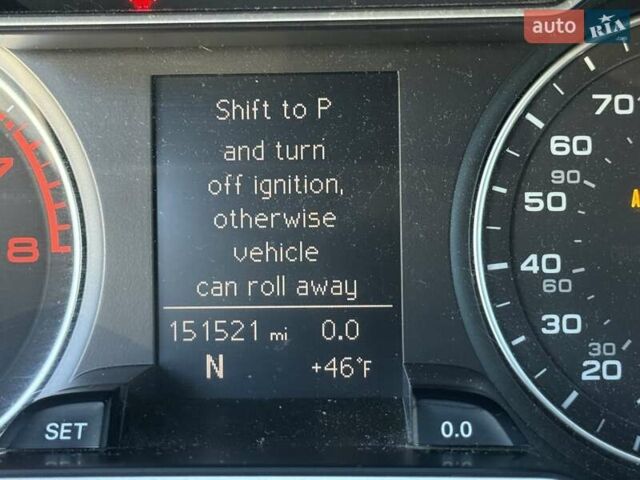 auto RIA
Shift to P
and turn
off ignition,
otherwise
vehicle
can roll away
151521 mi 0.0
N +46°F
SET
0.0
7
8
70
60
90
50
40
60
30
30
20